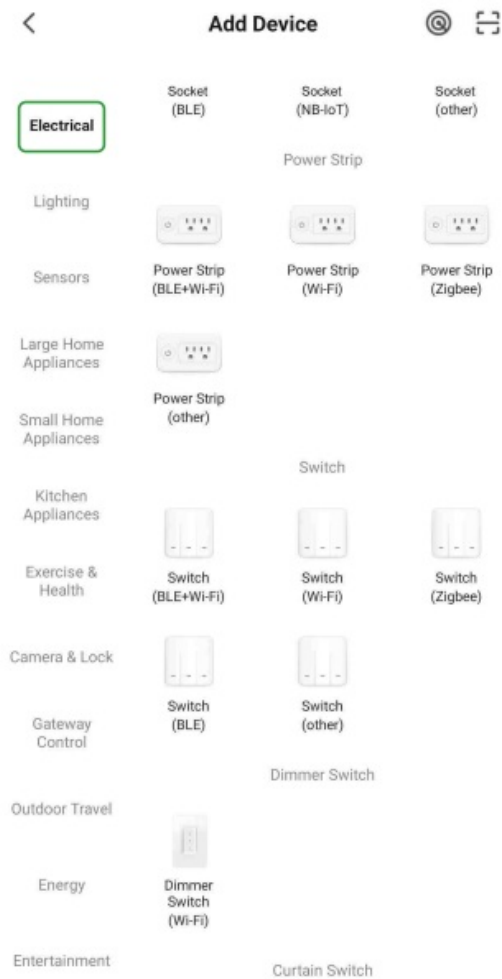 Add Device
Electrical
Lighting
Sensors
Large Home
Appliances
Small Home
Appliances
Kitchen
Appliances
Exercise &
Health
Camera & Lock
Gateway
Control
Outdoor Travel
Energy
Entertainment
Socket
(BLE)
Socket
(NB-IoT)
Socket
(other)
Power Strip
Power Strip
(BLE+Wi-Fi)
Power Strip
(Wi-Fi)
Power Strip
(Zigbee)
Power Strip
(other)
Switch
Switch
(BLE+Wi-Fi)
Switch
(Wi-Fi)
Switch
(Zigbee)
Switch
(BLE)
Switch
(other)
Dimmer Switch
Dimmer
Switch
(Wi-Fi)
Curtain Switch